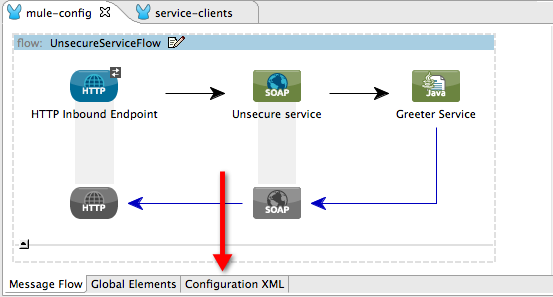 mule-config service-clients
flow: UnsecureServiceFlow
HTTP SOAP Java
HTTP Inbound Endpoint Unsecure service Greeter Service
HTTP SOAP
Message Flow Global Elements Configuration XML